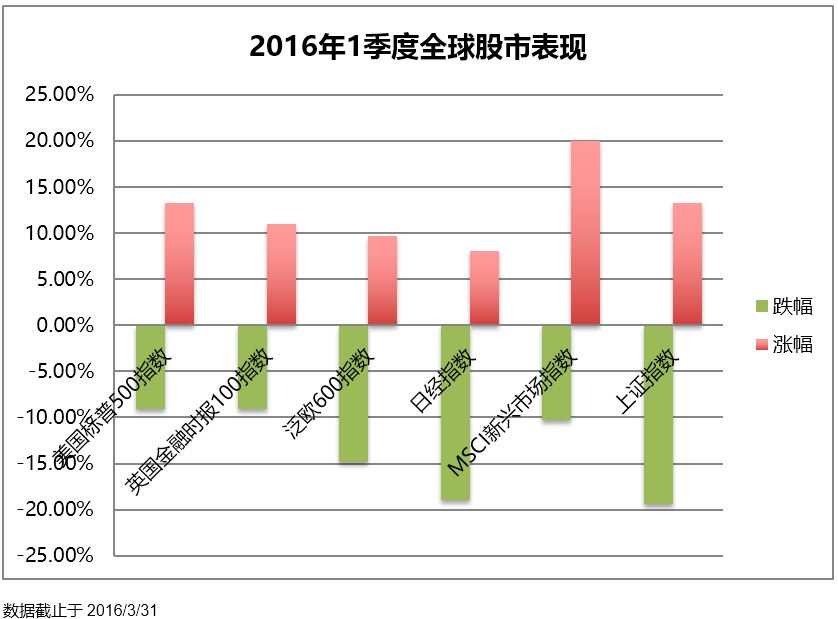 2016年1季度全球股市表现
25.00%
20.00%
15.00%
10.00%
5.00%
0.00%
-5.00%
-10.00%
-15.00%
-20.00%
-25.00%
美国标普500指数
英国金融时报100指数
泛欧600指数
日经指数
MSCI新兴市场指数
上证指数
跌幅
涨幅
数据截止于 2016/3/31